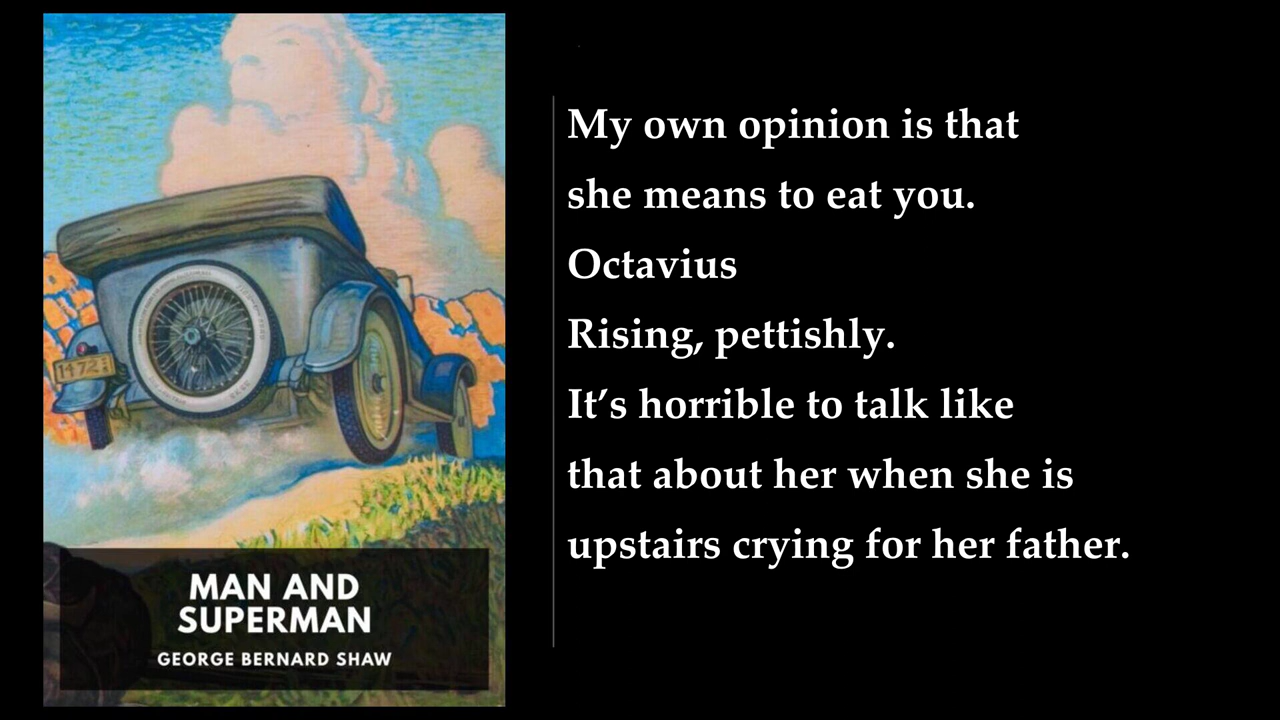 My own opinion is that
she means to eat you.
Octavius
Rising, pettishly.
It’s horrible to talk like
that about her when she is
upstairs crying for her father.
1472
MAN AND
SUPERMAN
GEORGE BERNARD SHAW